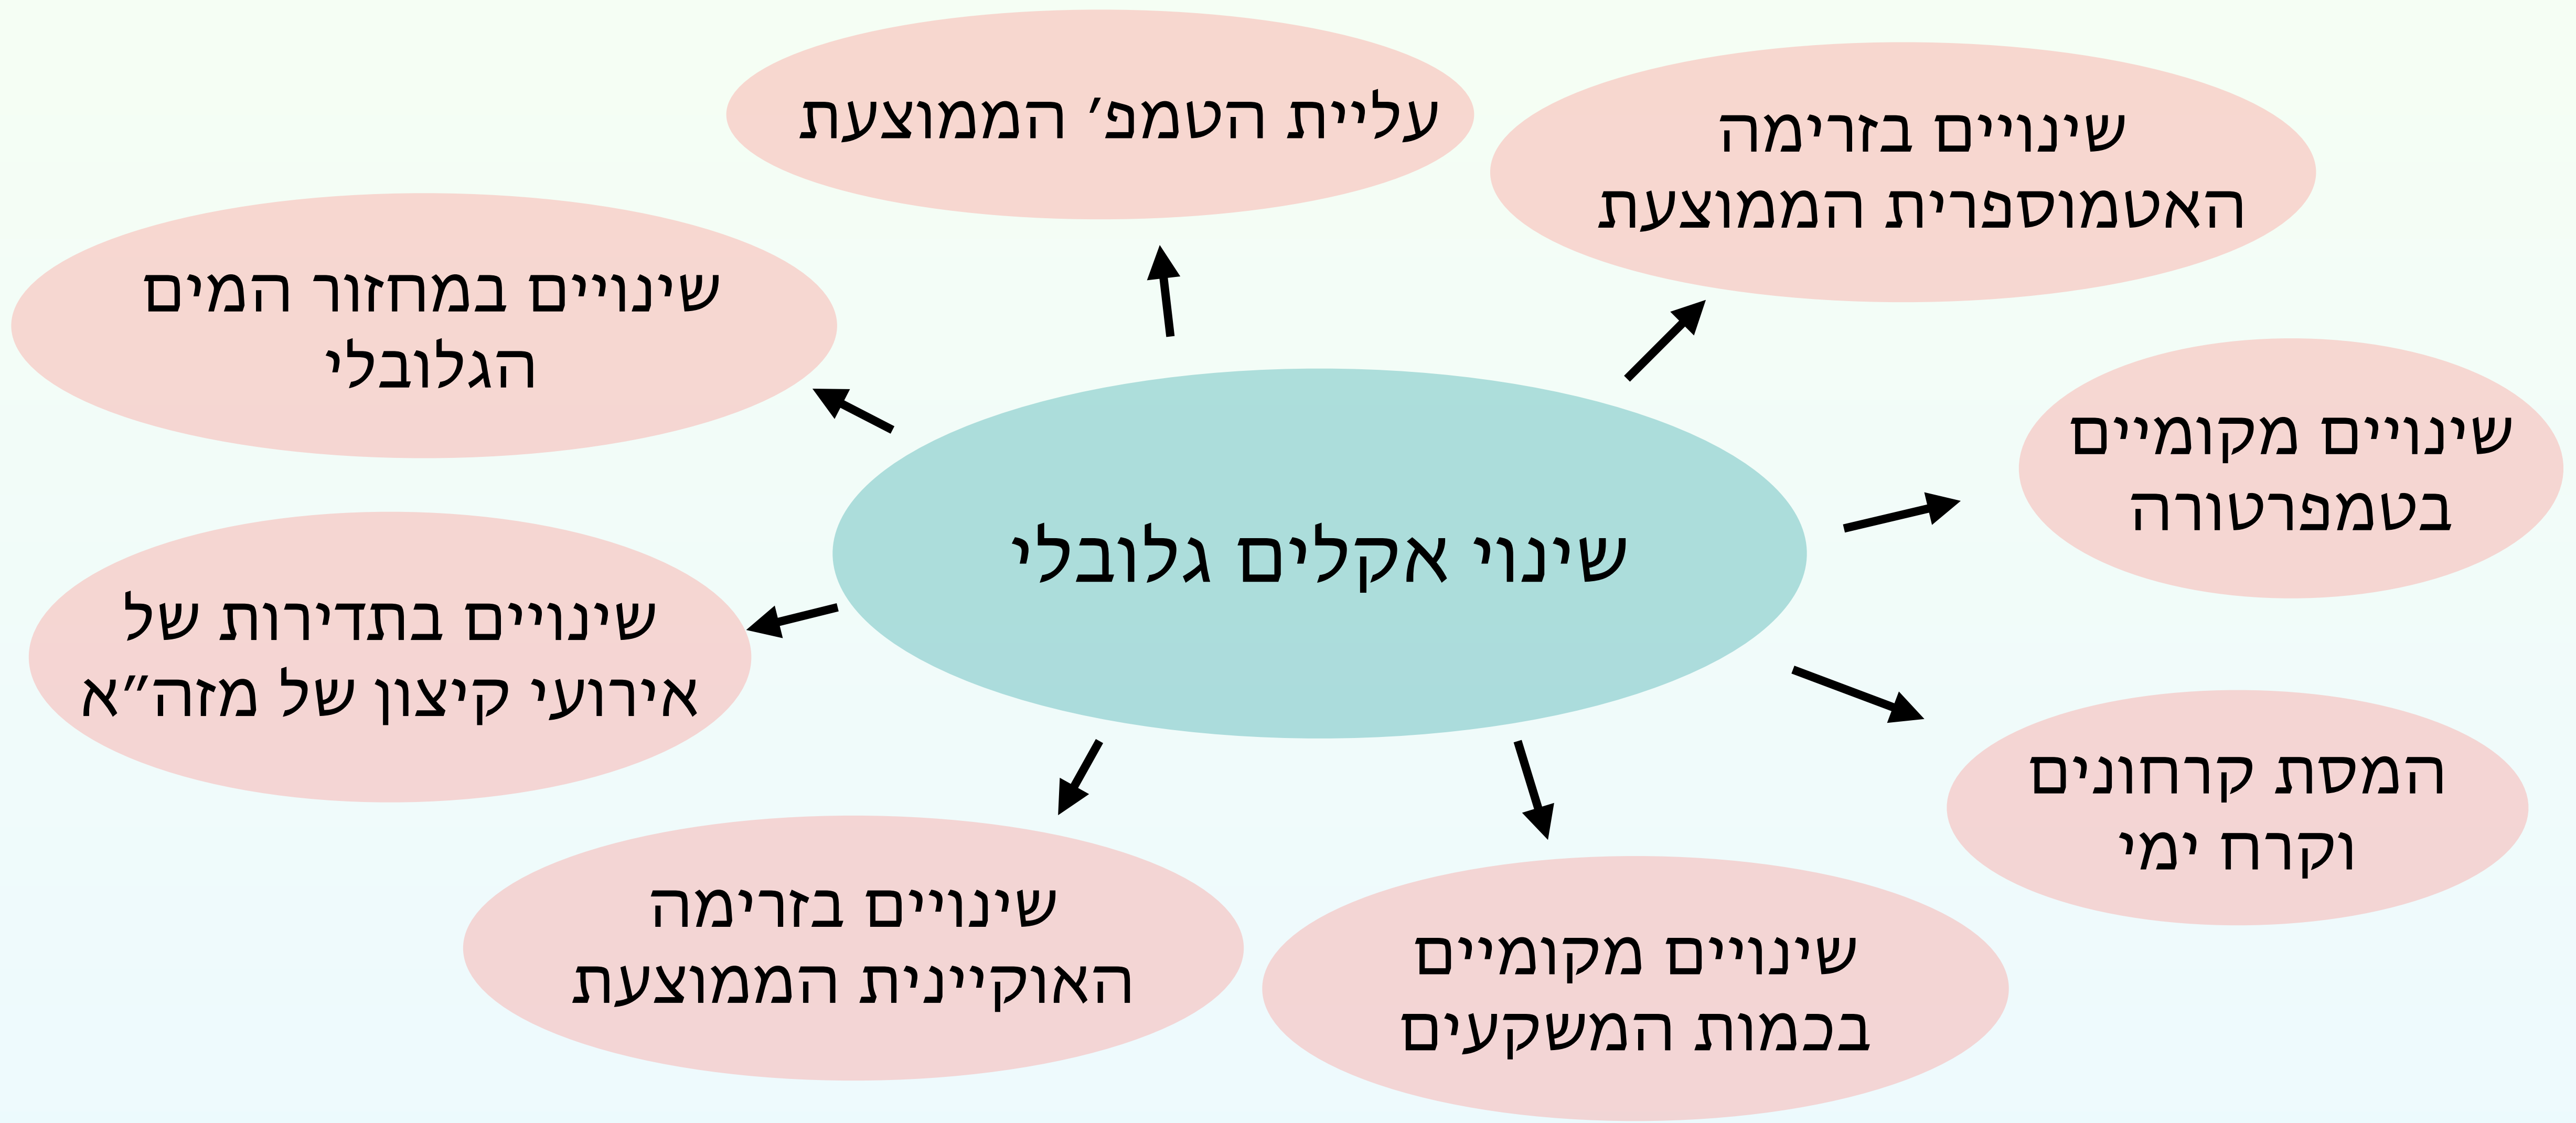 עליית הטמפ׳ הממוצעת
שינויים בזרימה
האטמוספרית הממוצעת
שינויים במחזור המים
הגלובלי
שינויים מקומיים
בטמפרטורה
שינוי אקלים גלובלי
שינויים בתדירות של
אירועי קיצון של מזה״א
המסת קרחונים
וקרח ימי
שינויים בזרימה
האוקיינית הממוצעת
שינויים מקומיים
בכמות המשקעים